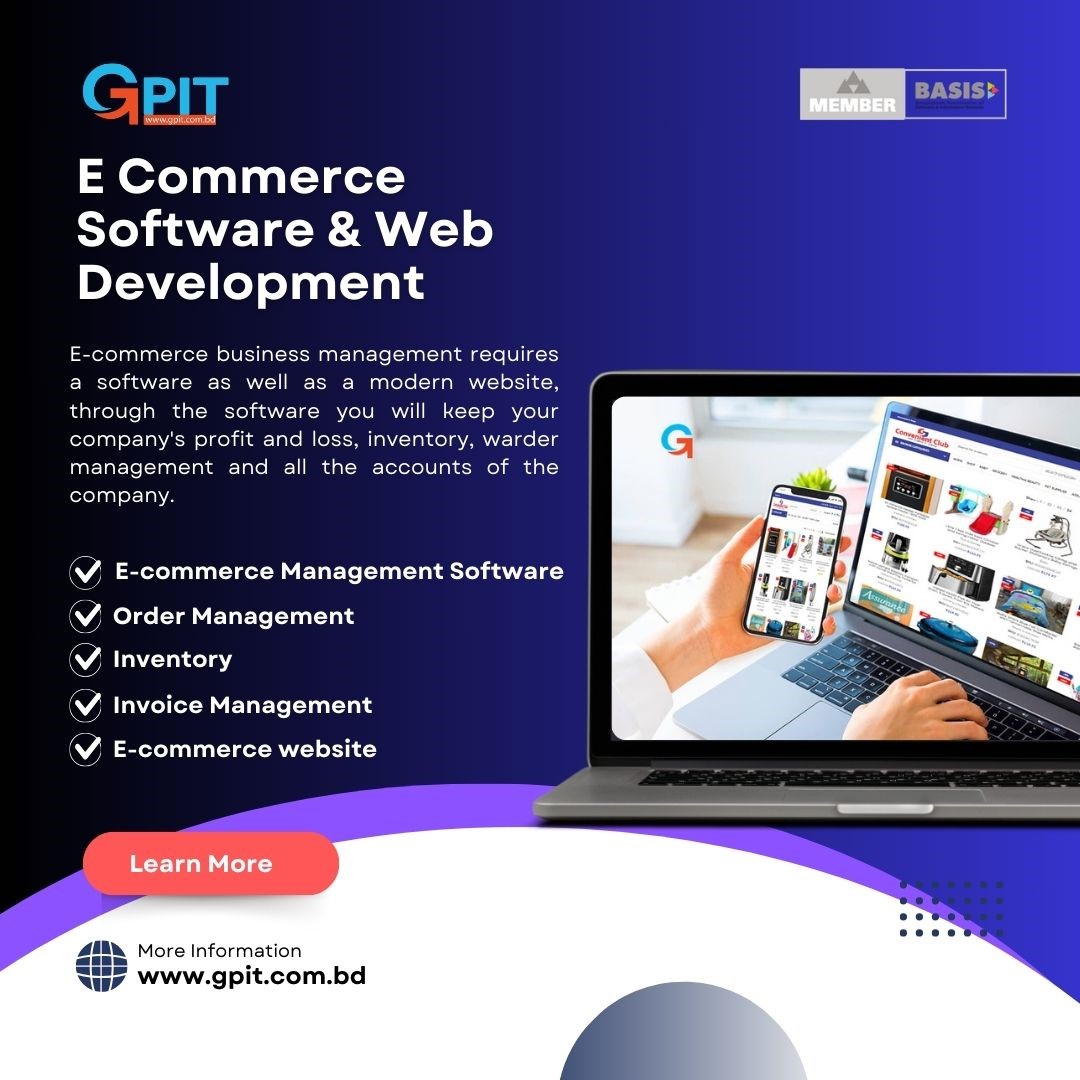 GPIT
www.gpit.com.bd
MEMBER
BASIS
E Commerce
Software & Web
Development
E-commerce business management requires
a software as well as a modern website,
through the software you will keep your
company's profit and loss, inventory, warder
management and all the accounts of the
company.
E-commerce Management Software
Order Management
Inventory
Invoice Management
E-commerce website
Convenient Club
Assurance
Learn More
More Information
www.gpit.com.bd